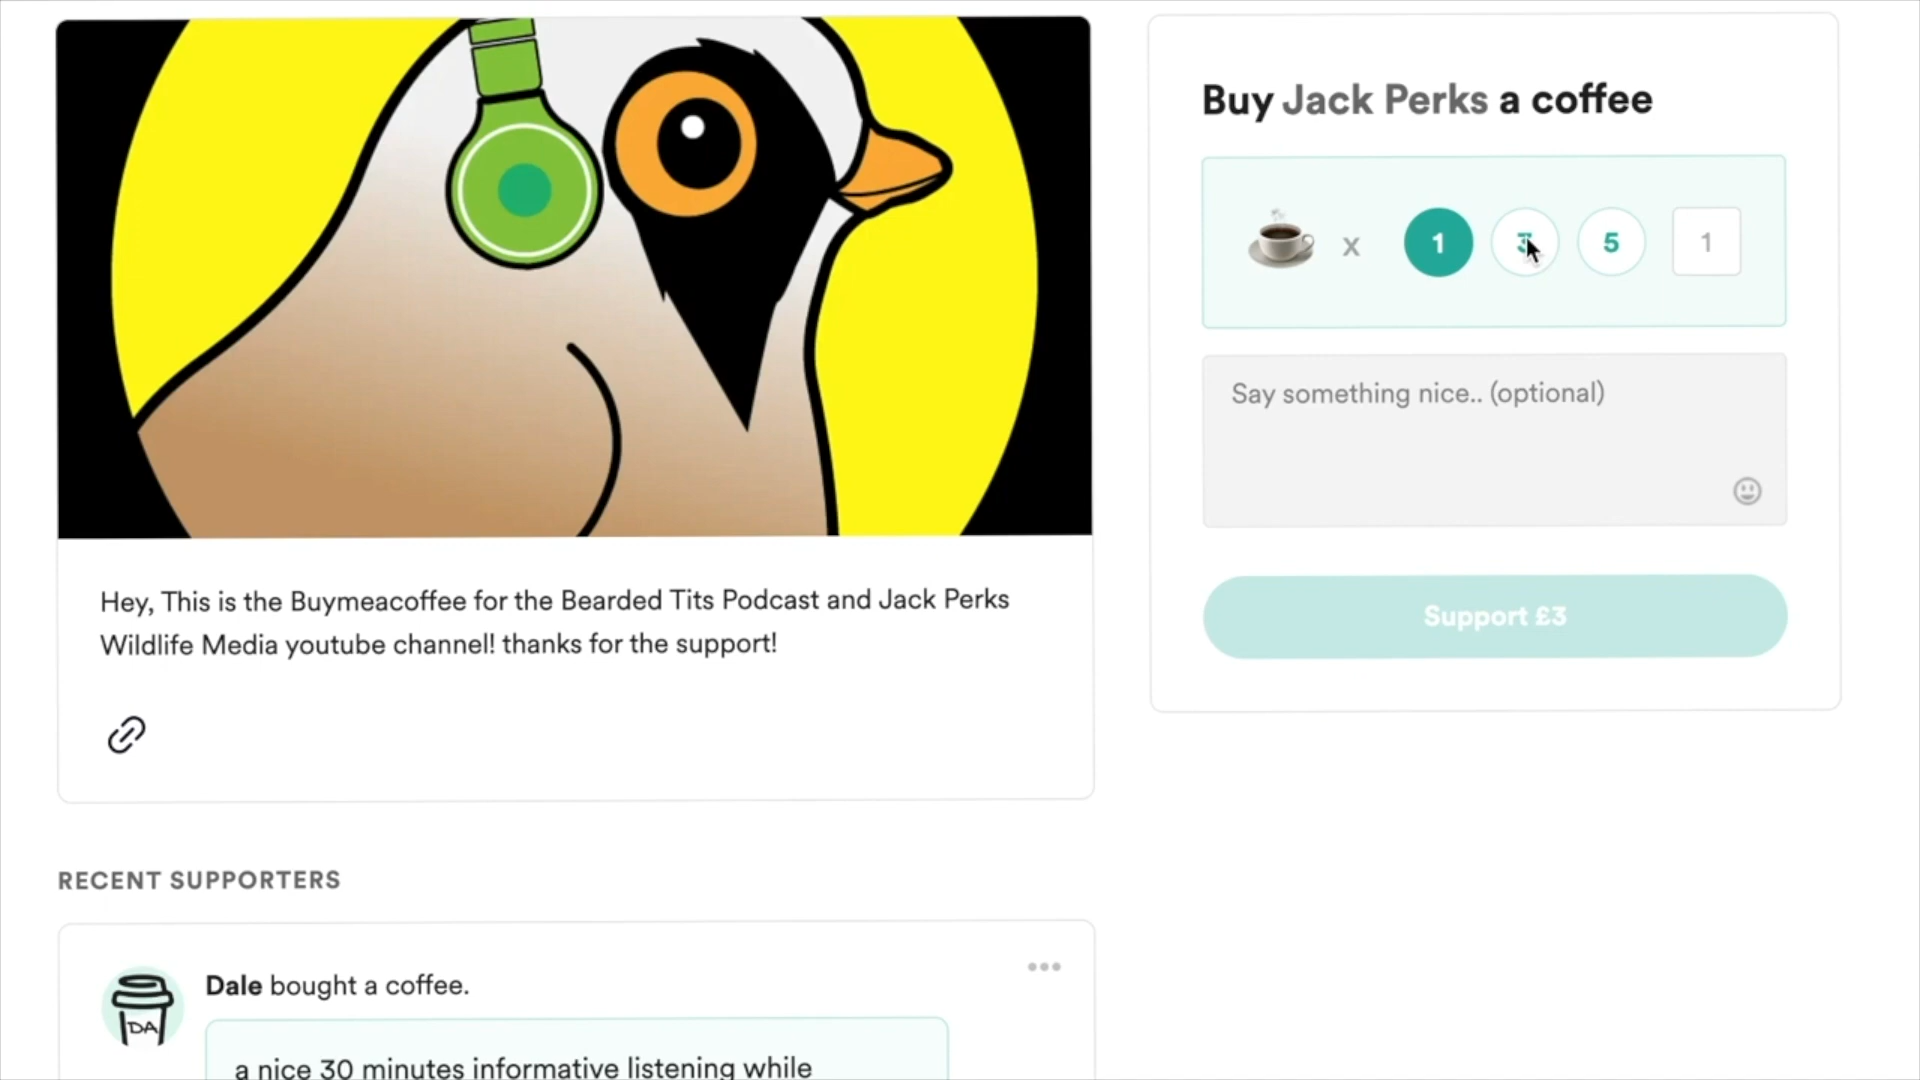 Buy Jack Perks a coffee
x 1 3 5 1
Say something nice.. (optional)
Support £3
Hey, This is the Buymeacoffee for the Bearded Tits Podcast and Jack Perks
Wildlife Media youtube channel! thanks for the support!
RECENT SUPPORTERS
DA
Dale bought a coffee.
a nice 30 minutes informative listening while